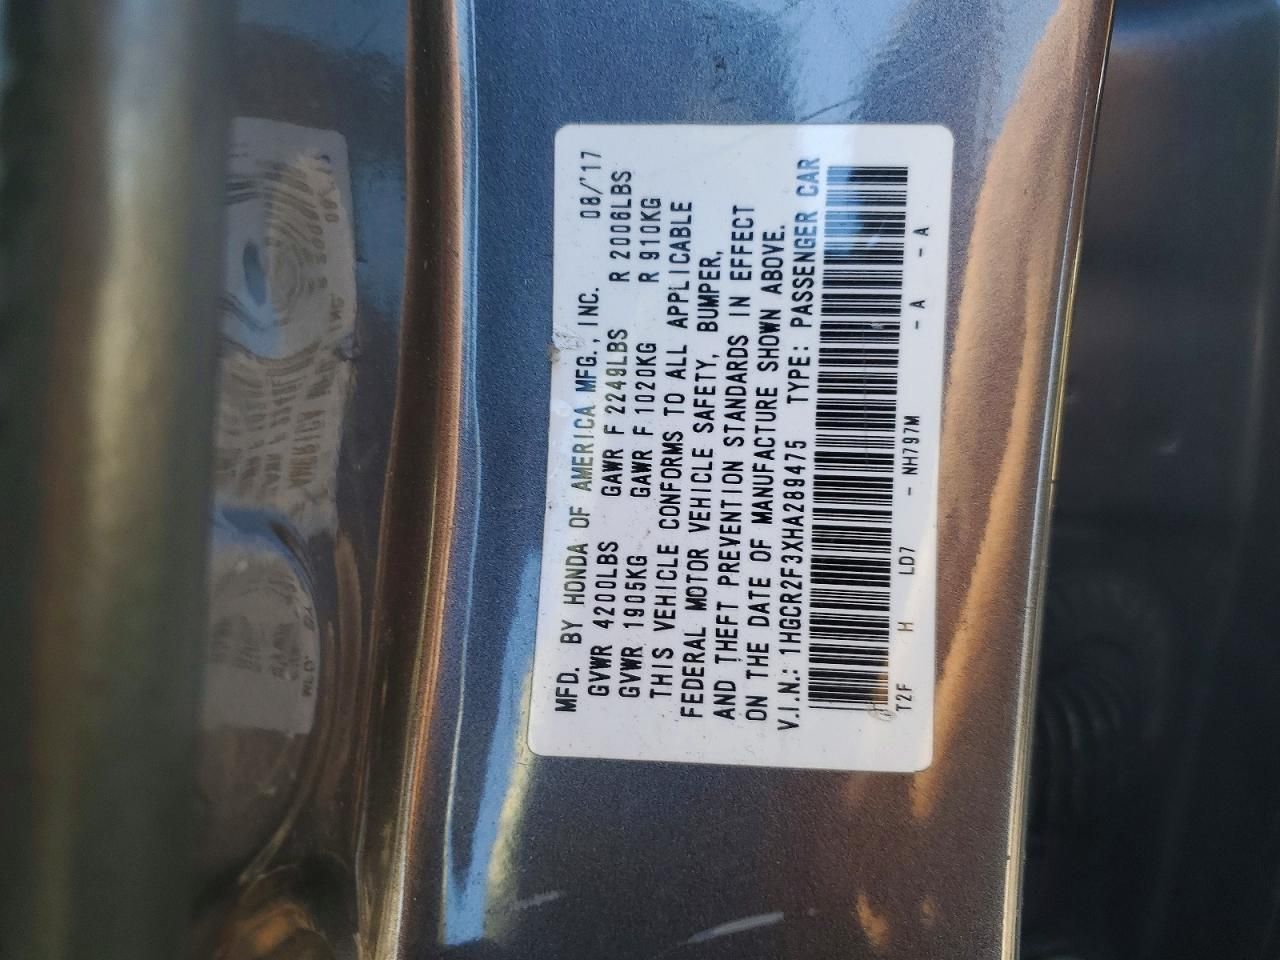 MFD. BY HONDA OF AMERICA MFG., INC. 08/'17
GVWR 4200LBS GAWR F 2249LBS R 2006LBS
GVWR 1905KG GAWR F 1020KG R 910KG
THIS VEHICLE CONFORMS TO ALL APPLICABLE
FEDERAL MOTOR VEHICLE SAFETY, BUMPER,
AND THEFT PREVENTION STANDARDS IN EFFECT
ON THE DATE OF MANUFACTURE SHOWN ABOVE.
V.I.N.: 1HGCR2F3XHA289475 TYPE: PASSENGER CAR
T2F H LD7 - NH797M - A - A